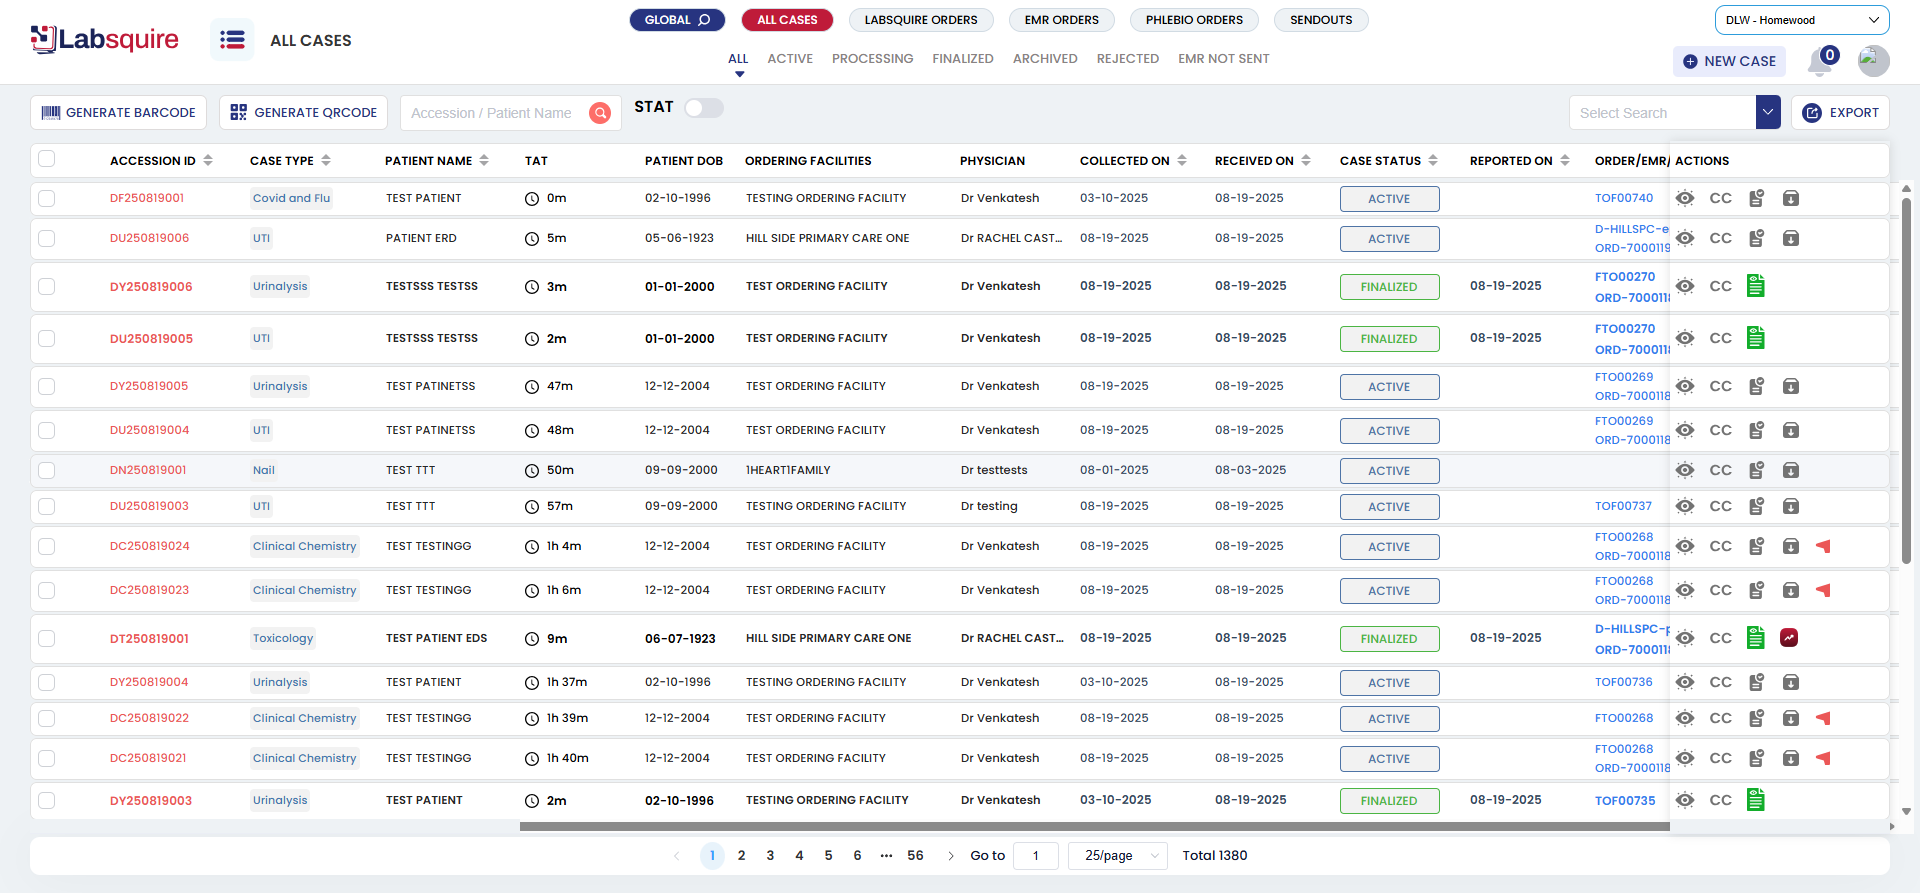 Labsquire
ALL CASES
GLOBAL
ALL CASES
LABSQUIRE ORDERS
EMR ORDERS
PHLEBIO ORDERS
SENDOUTS
ALL
ACTIVE
PROCESSING
FINALIZED
ARCHIVED
REJECTED
EMR NOT SENT
DLW - Homewood
NEW CASE
0
GENERATE BARCODE
GENERATE QRCODE
Accession / Patient Name
STAT
Select Search
EXPORT
ACCESSION ID CASE TYPE PATIENT NAME TAT PATIENT DOB ORDERING FACILITIES PHYSICIAN COLLECTED ON RECEIVED ON CASE STATUS REPORTED ON ORDER/EMR/ ACTIONS
DF250819001 Covid and Flu TEST PATIENT 0m 02-10-1996 TESTING ORDERING FACILITY Dr Venkatesh 03-10-2025 08-19-2025 ACTIVE TOF00740 CC
DU250819006 UTI PATIENT ERD 5m 05-06-1923 HILL SIDE PRIMARY CARE ONE Dr RACHEL CAST... 08-19-2025 08-19-2025 ACTIVE D-HILLSPC-e CC
ORD-7000119
DY250819006 Urinalysis TESTSSS TESTSS 3m 01-01-2000 TEST ORDERING FACILITY Dr Venkatesh 08-19-2025 08-19-2025 FINALIZED 08-19-2025 FTO00270 CC
ORD-7000118
DU250819005 UTI TESTSSS TESTSS 2m 01-01-2000 TEST ORDERING FACILITY Dr Venkatesh 08-19-2025 08-19-2025 FINALIZED 08-19-2025 FTO00270 CC
ORD-7000118
DY250819005 Urinalysis TEST PATINETSS 47m 12-12-2004 TEST ORDERING FACILITY Dr Venkatesh 08-19-2025 08-19-2025 ACTIVE FTO00269 CC
ORD-7000118
DU250819004 UTI TEST PATINETSS 48m 12-12-2004 TEST ORDERING FACILITY Dr Venkatesh 08-19-2025 08-19-2025 ACTIVE FTO00269 CC
ORD-7000118
DN250819001 Nail TEST TTT 50m 09-09-2000 1HEART1FAMILY Dr testtests 08-01-2025 08-03-2025 ACTIVE CC
DU250819003 UTI TEST TTT 57m 09-09-2000 TESTING ORDERING FACILITY Dr testing 08-19-2025 08-19-2025 ACTIVE TOF00737 CC
DC250819024 Clinical Chemistry TEST TESTINGG 1h 4m 12-12-2004 TEST ORDERING FACILITY Dr Venkatesh 08-19-2025 08-19-2025 ACTIVE FTO00268 CC
ORD-7000118
DC250819023 Clinical Chemistry TEST TESTINGG 1h 6m 12-12-2004 TEST ORDERING FACILITY Dr Venkatesh 08-19-2025 08-19-2025 ACTIVE FTO00268 CC
ORD-7000118
DT250819001 Toxicology TEST PATIENT EDS 9m 06-07-1923 HILL SIDE PRIMARY CARE ONE Dr RACHEL CAST... 08-19-2025 08-19-2025 FINALIZED 08-19-2025 D-HILLSPC-p CC
ORD-7000118
DY250819004 Urinalysis TEST PATIENT 1h 37m 02-10-1996 TESTING ORDERING FACILITY Dr Venkatesh 03-10-2025 08-19-2025 ACTIVE TOF00736 CC
DC250819022 Clinical Chemistry TEST TESTINGG 1h 39m 12-12-2004 TEST ORDERING FACILITY Dr Venkatesh 08-19-2025 08-19-2025 ACTIVE FTO00268 CC
DC250819021 Clinical Chemistry TEST TESTINGG 1h 40m 12-12-2004 TEST ORDERING FACILITY Dr Venkatesh 08-19-2025 08-19-2025 ACTIVE FTO00268 CC
ORD-7000118
DY250819003 Urinalysis TEST PATIENT 2m 02-10-1996 TESTING ORDERING FACILITY Dr Venkatesh 03-10-2025 08-19-2025 FINALIZED 08-19-2025 TOF00735 CC
1 2 3 4 5 6 ... 56 Go to 1 25/page Total 1380